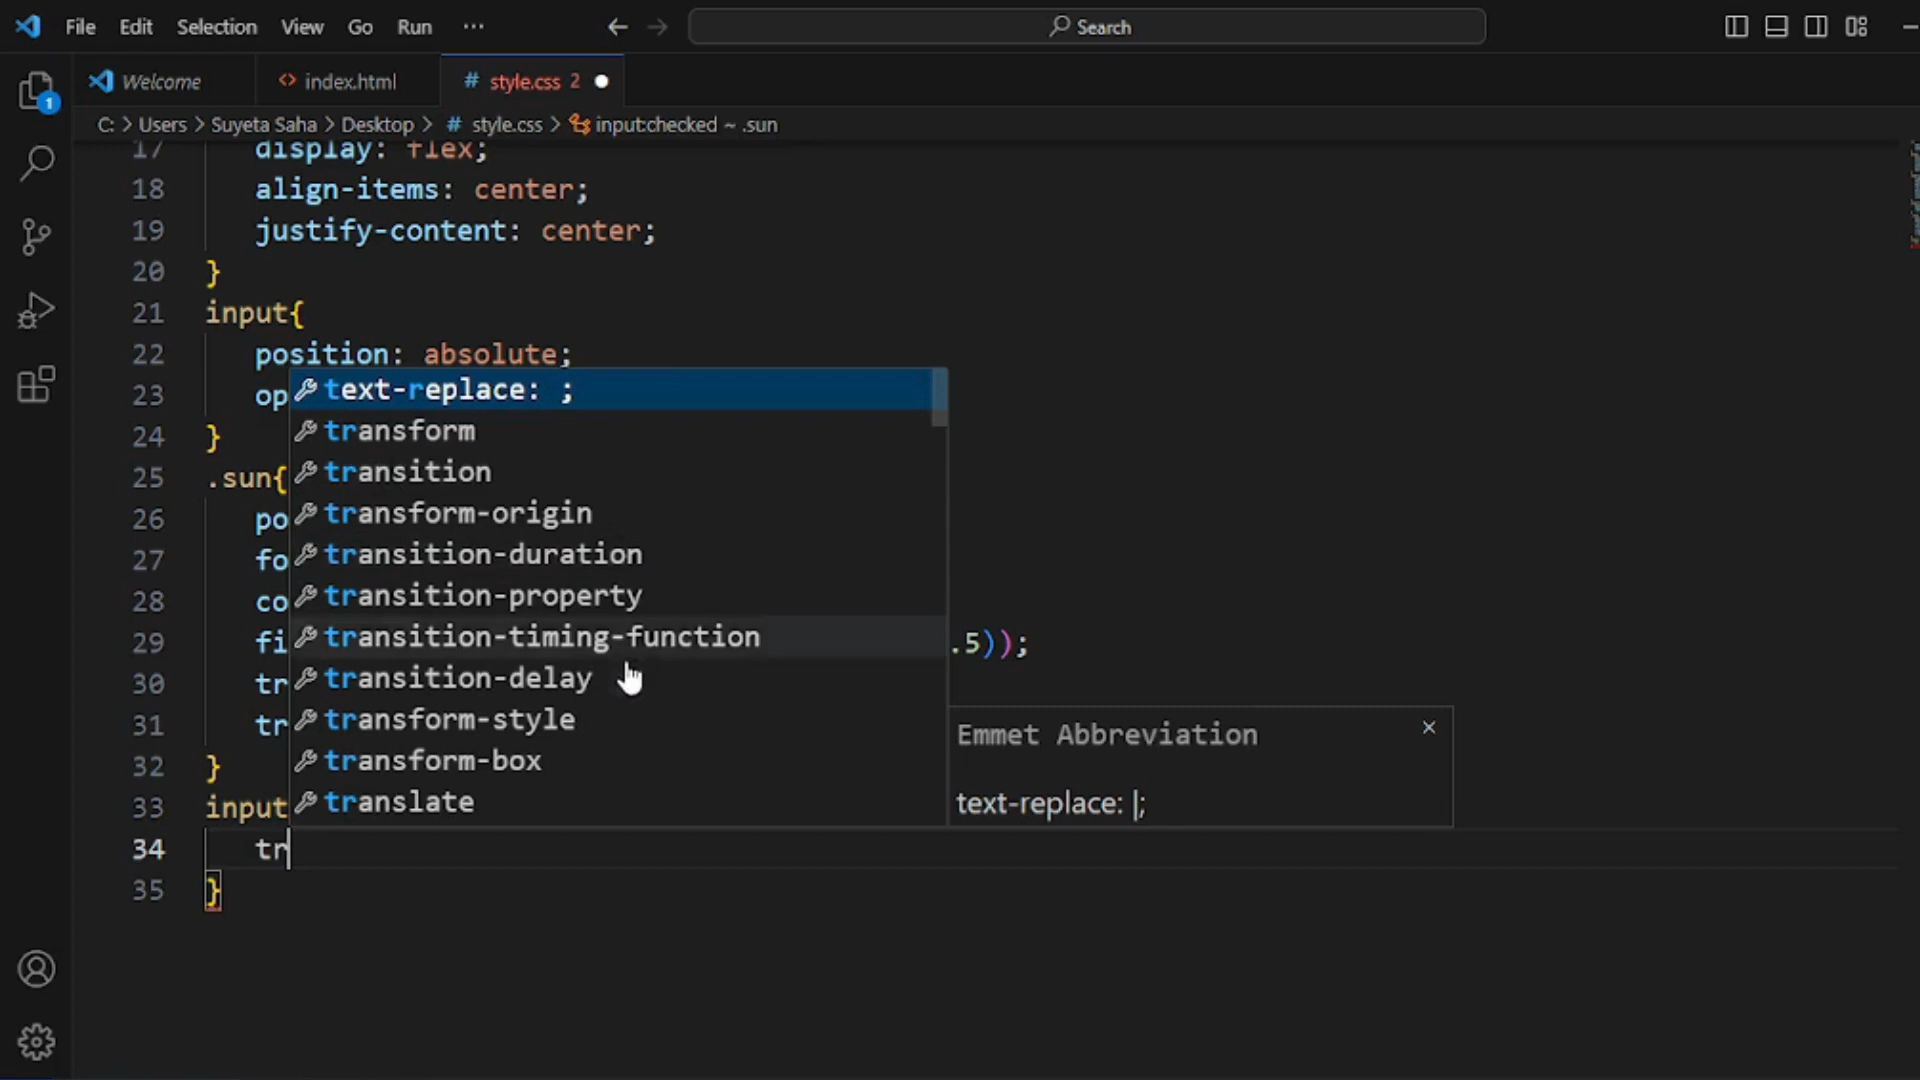 File Edit Selection View Go Run ··· Search
Welcome index.html # style.css 2
C: > Users > Suyeta Saha > Desktop > # style.css > input:checked ~ .sun
17 display: flex;
18 align-items: center;
19 justify-content: center;
20 }
21 input{
22 position: absolute;
23 op
24 }
25 .sun{
26 po
27 fo
28 co
29 fi .5));
30 tr
31 tr
32 }
33 input
34 tr
35 }
text-replace: ;
transform
transition
transform-origin
transition-duration
transition-property
transition-timing-function
transition-delay
transform-style
transform-box
translate
Emmet Abbreviation
text-replace: |;
1